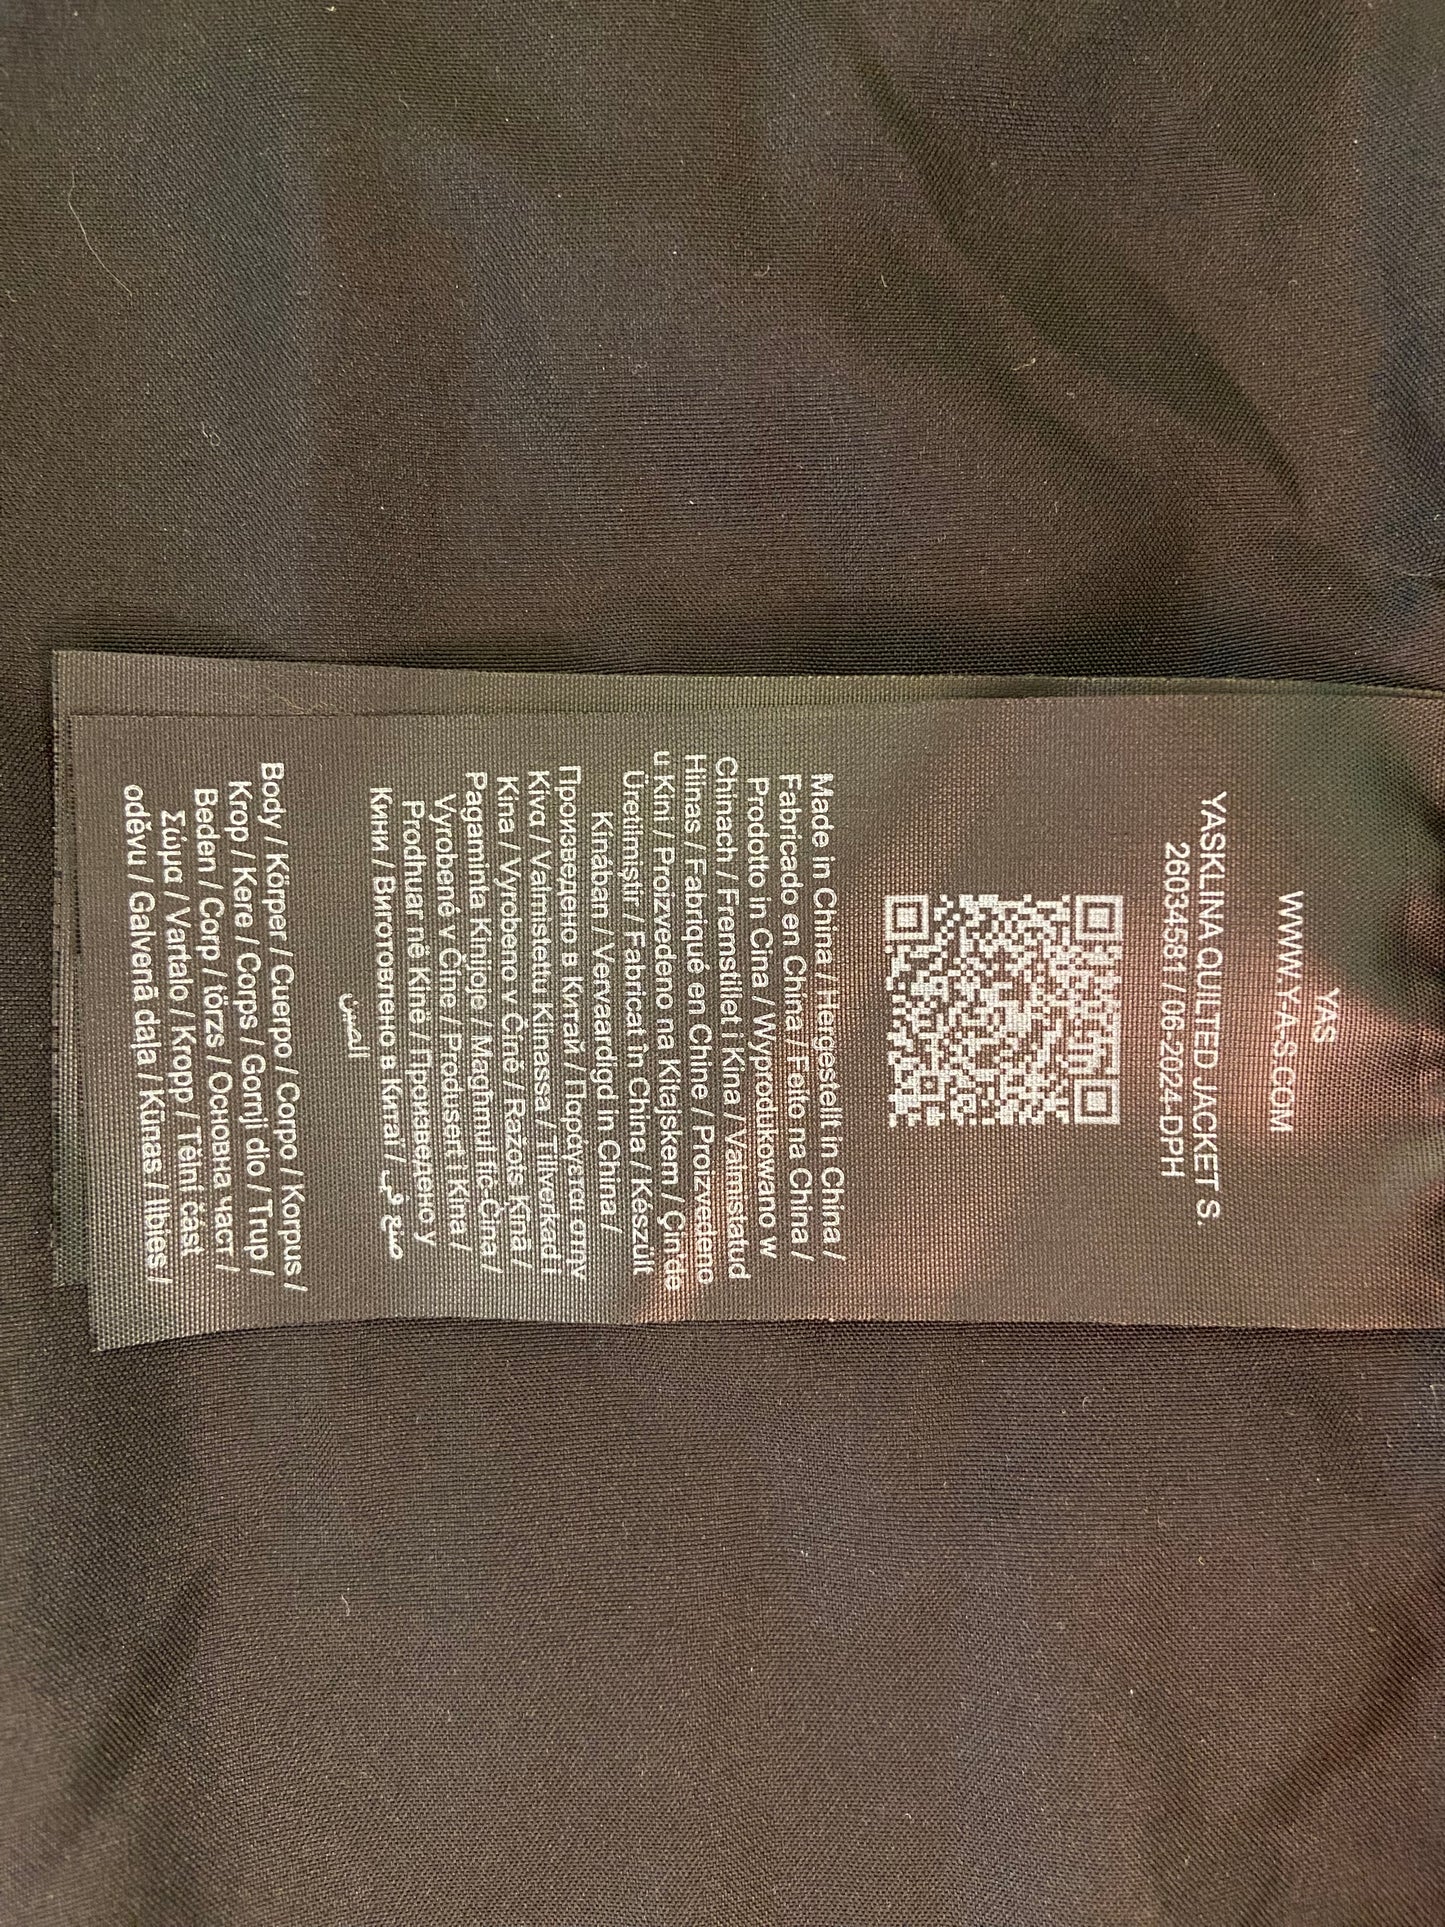 YAS
WWW.Y-A-S.COM
YASKLINA QUILTED JACKET S.
26034581 / 06-2024-DPH
Made in China / Hergestellt in China /
Fabricado en China / Feito na China /
Prodotto in Cina / Wyprodukowano w
Chinach / Fremstillet i Kina / Valmistatud
Hiinas / Fabriqué en Chine / Proizvedeno
u Kini / Proizvedeno na Kitajskem / Çinde
Üretilmiştir / Fabricat în China / Készült
Kínában / Vervaardigd in China /
Произведено в Китай / Παράγεται στην
Κίνα / Valmistettu Kiinassa / Tillverkad i
Kina / Vyrobeno v Číně / Ražots Ķīnā /
Pagaminta Kinijoje / Magħmul fiċ-Ċina /
Vyrobené v Číne / Produsert i Kina /
Prodhuar në Kinë / Произведено у
Кини / Виготовлено в Китаї / صنع في
الصين
Body / Körper / Cuerpo / Corpo / Korpus /
Krop / Kere / Corps / Gornji dio / Trup /
Beden / Corp / törzs / Основна част /
Σώμα / Vartalo / Kropp / Tělní část
oděvu / Galvenā daļa / Kūnas / Ilbies /